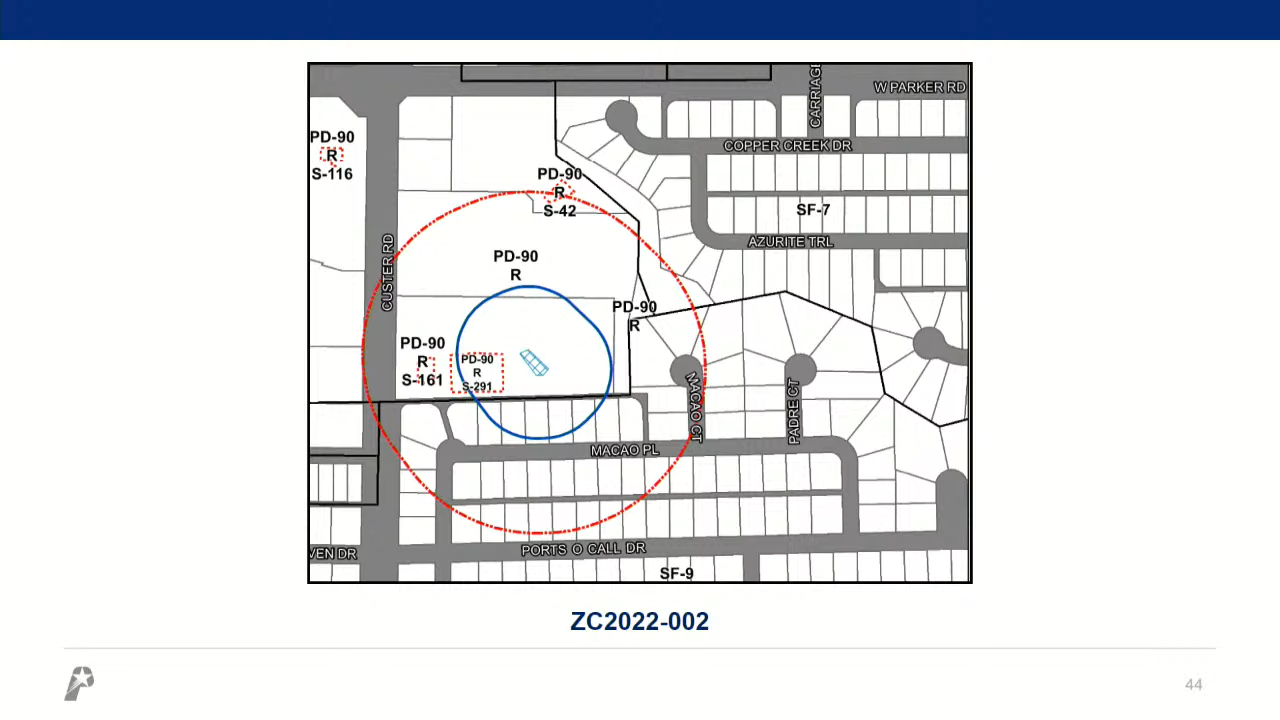 W PARKER RD
CARRIAG
PD-90
R
S-116
COPPER CREEK DR
PD-90
R
S-42
SF-7
AZURITE TRL
CUSTER RD
PD-90
R
PD-90
R
PD-90
R
S-161
PD-90
R
S-291
MACAO CT
PADRE CT
MACAO PL
VEN DR
PORTS O CALL DR
SF-9
ZC2022-002
44